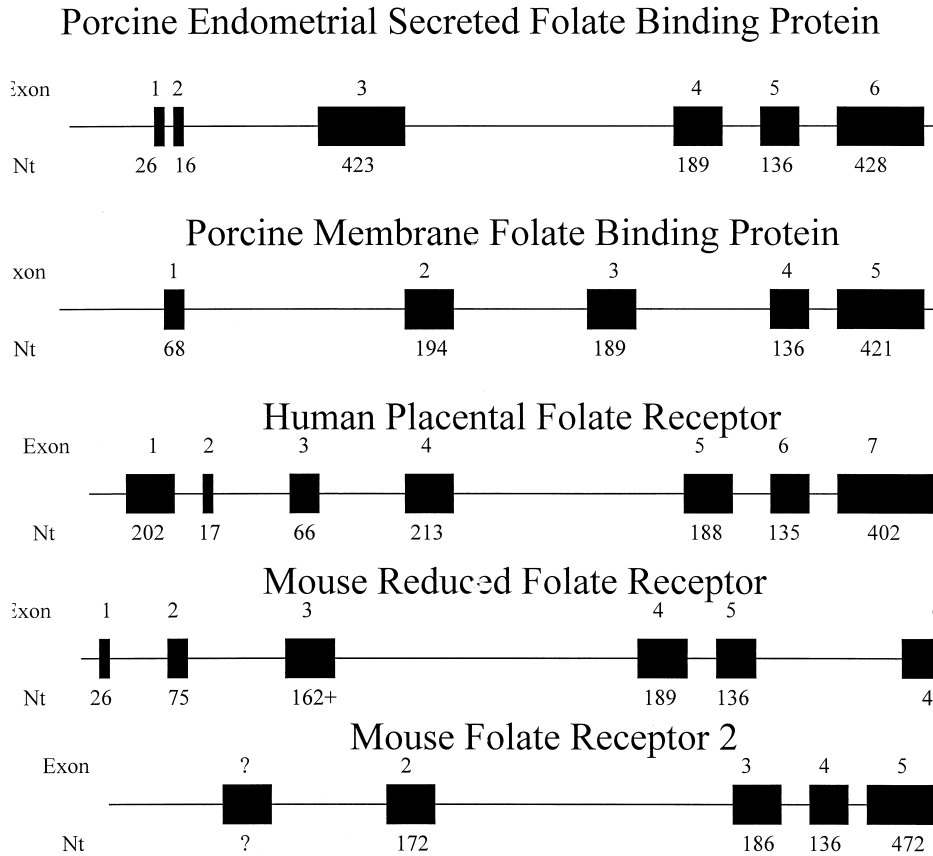 Porcine Endometrial Secreted Folate Binding Protein
Exon 1 2 3 4 5 6
Nt 26 16 423 189 136 428
Porcine Membrane Folate Binding Protein
xon 1 2 3 4 5
Nt 68 194 189 136 421
Human Placental Folate Receptor
Exon 1 2 3 4 5 6 7
Nt 202 17 66 213 188 135 402
Mouse Reduced Folate Receptor
Exon 1 2 3 4 5
Nt 26 75 162+ 189 136 4
Mouse Folate Receptor 2
Exon ? 2 3 4 5
Nt ? 172 186 136 472